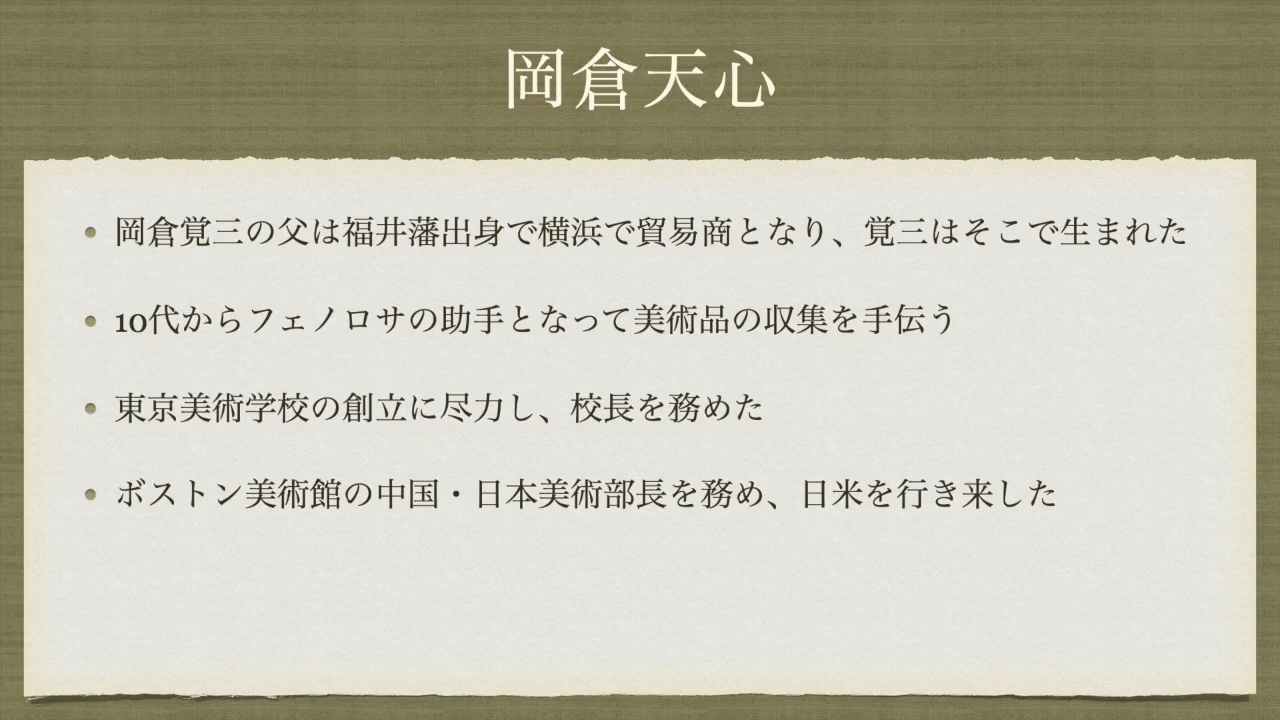 岡倉天心
• 岡倉覚三の父は福井藩出身で横浜で貿易商となり、覚三はそこで生まれた
• 10代からフェノロサの助手となって美術品の収集を手伝う
• 東京美術学校の創立に尽力し、校長を務めた
• ボストン美術館の中国・日本美術部長を務め、日米を行き来した